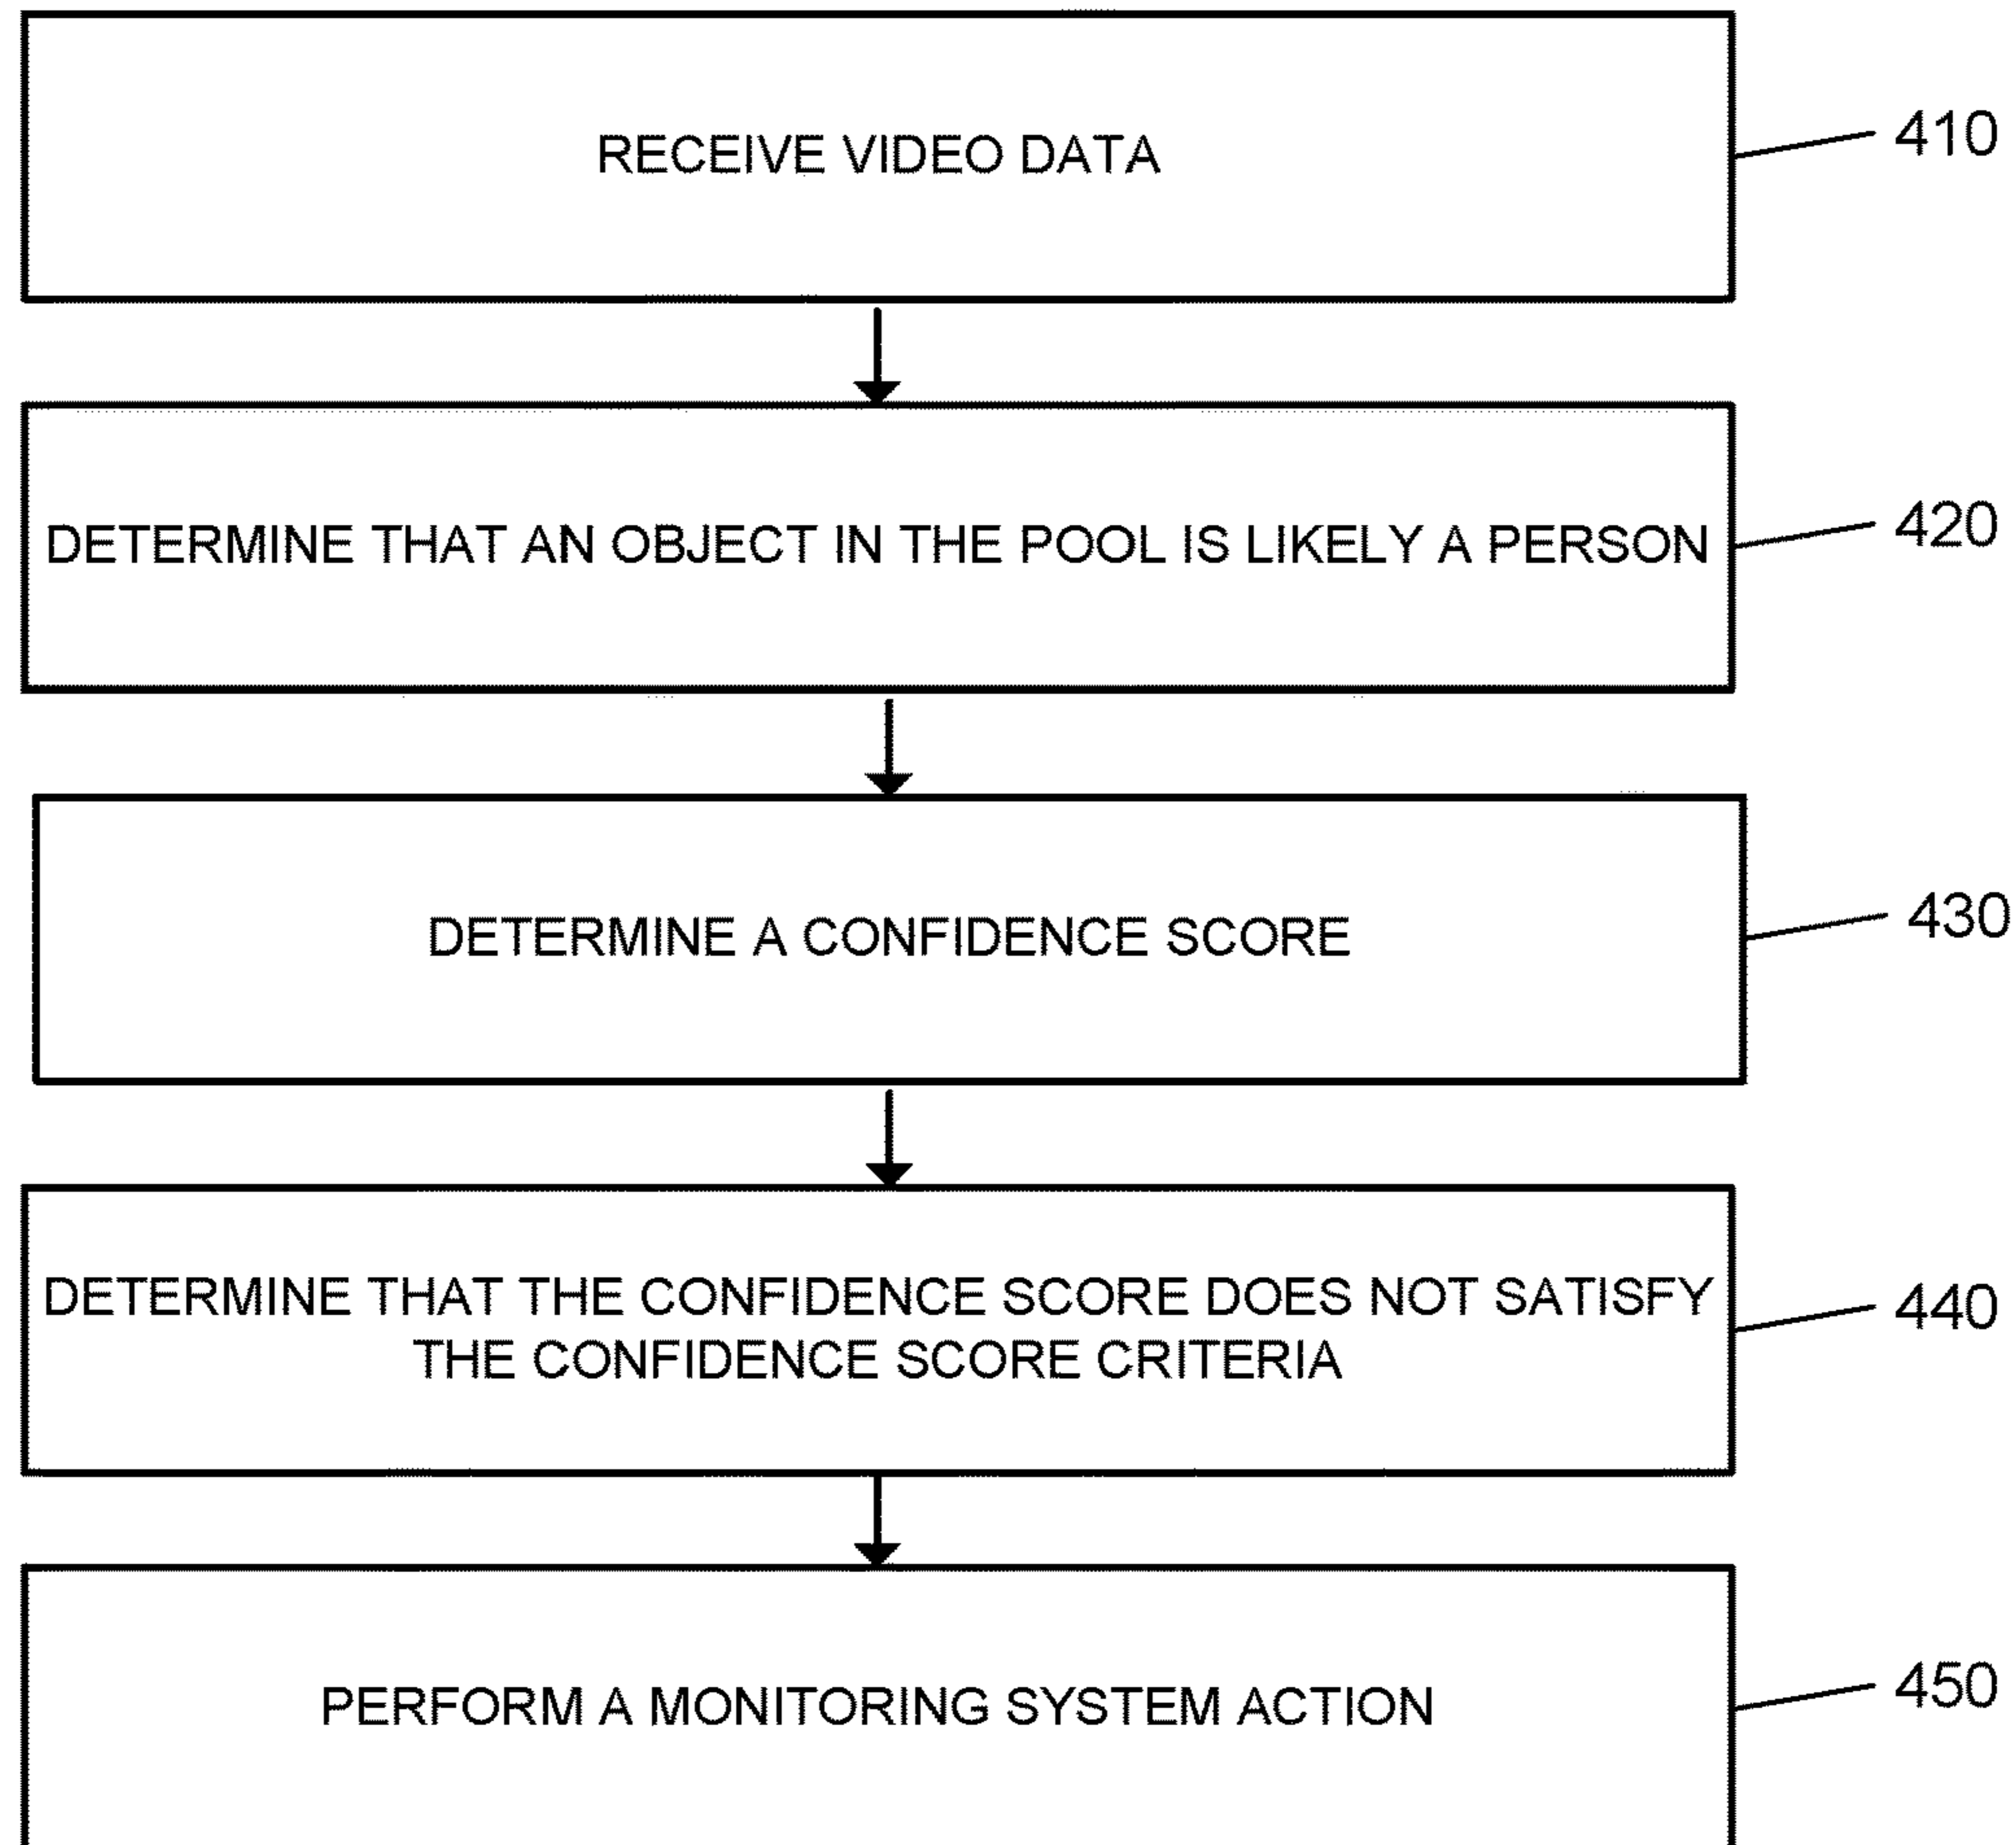 RECEIVE VIDEO DATA
410
DETERMINE THAT AN OBJECT IN THE POOL IS LIKELY A PERSON
420
DETERMINE A CONFIDENCE SCORE
430
DETERMINE THAT THE CONFIDENCE SCORE DOES NOT SATISFY
THE CONFIDENCE SCORE CRITERIA
440
PERFORM A MONITORING SYSTEM ACTION
450